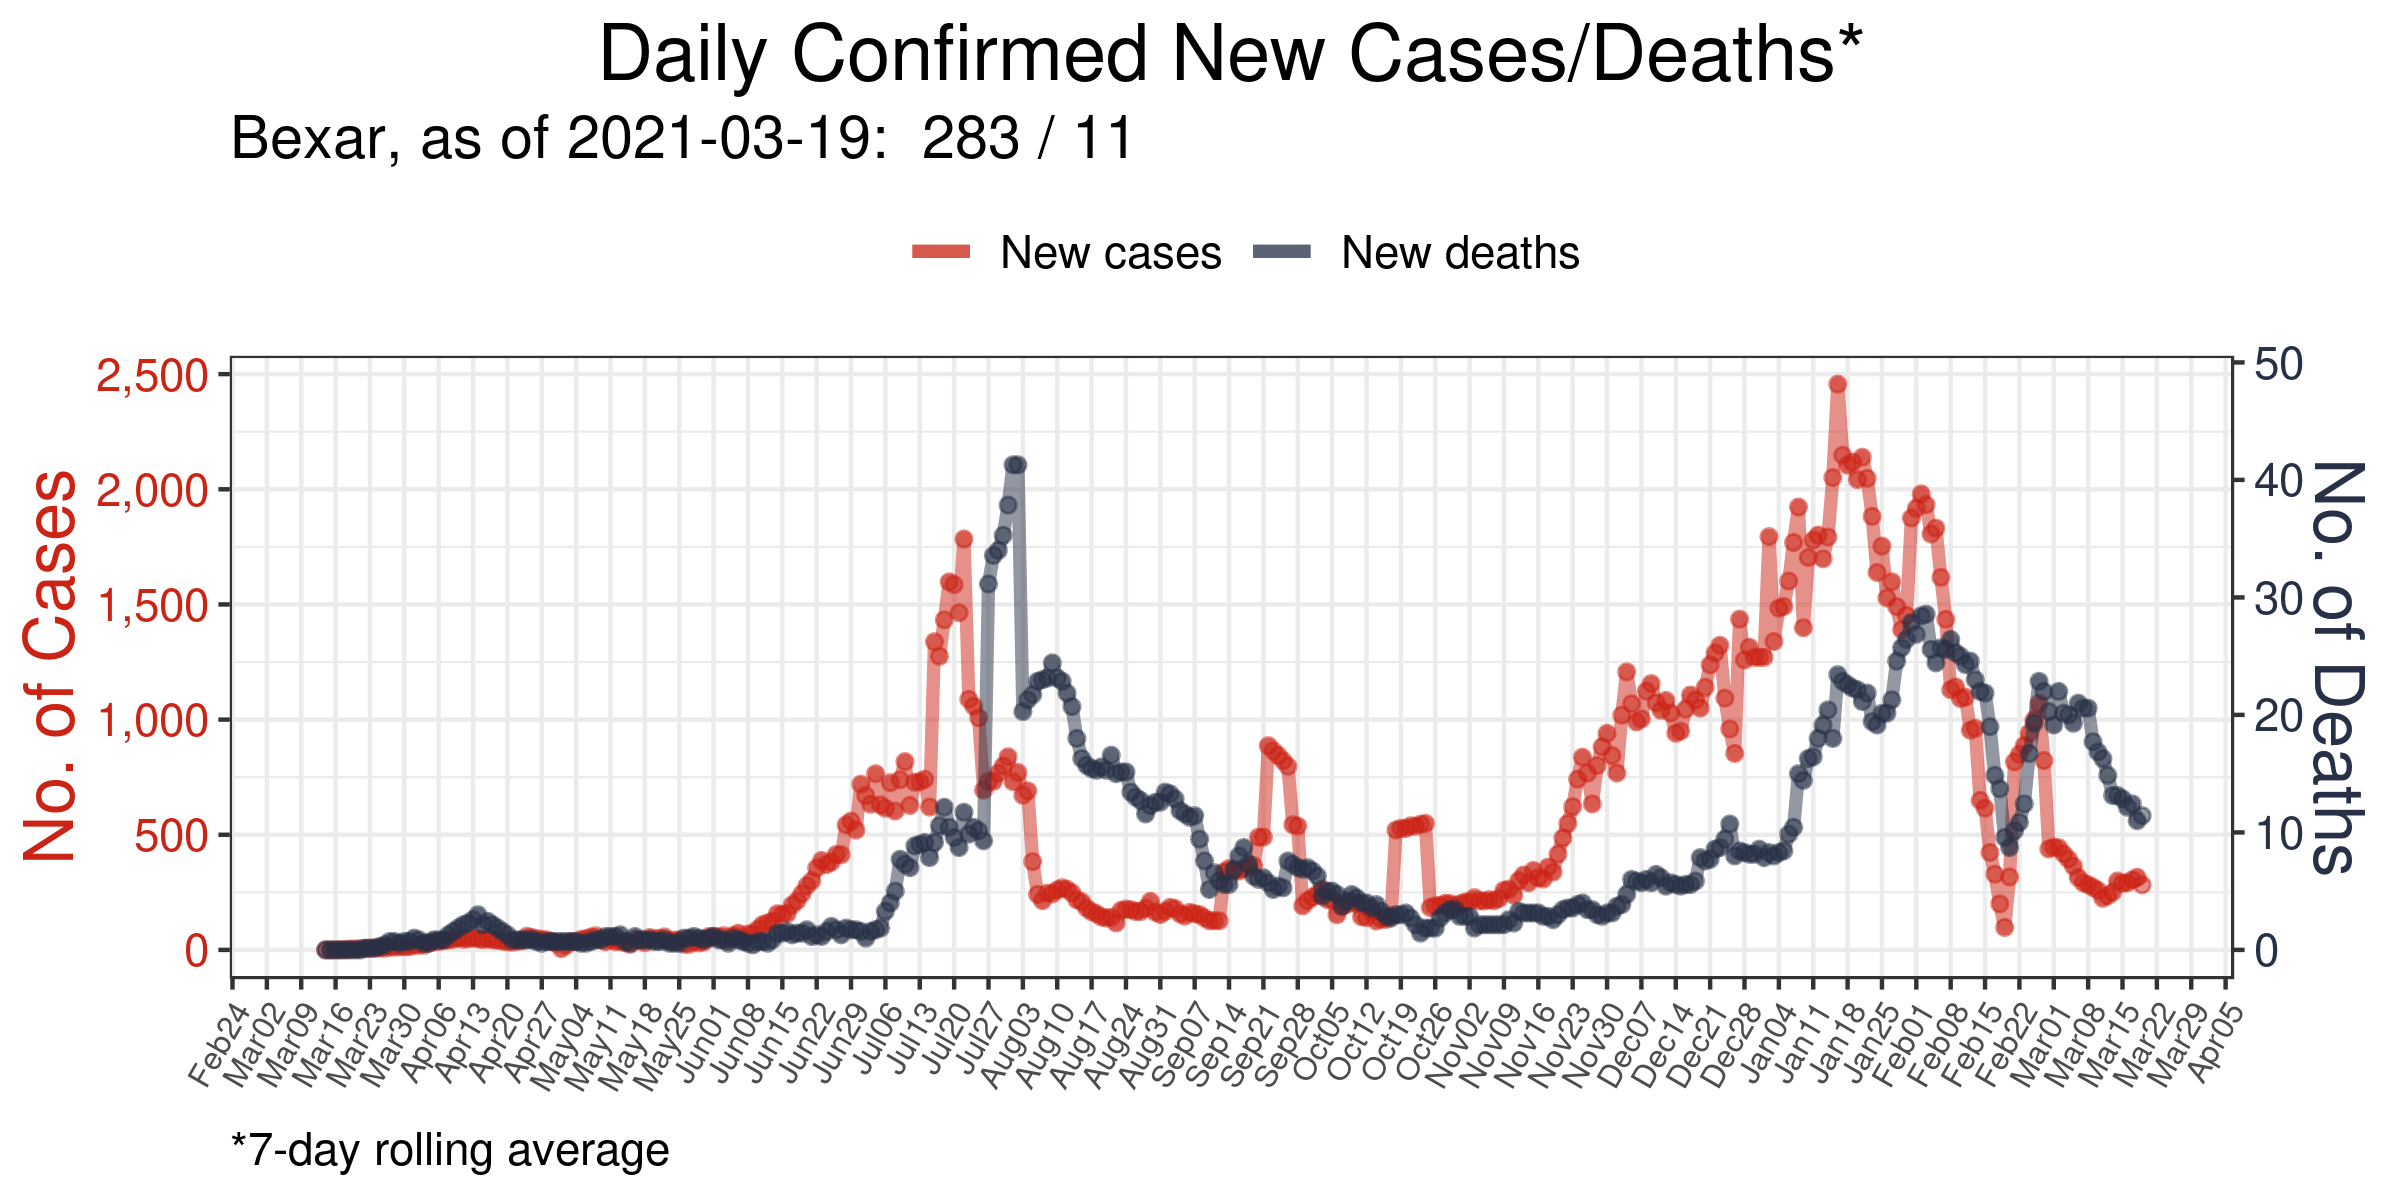 Daily Confirmed New Cases/Deaths*
Bexar, as of 2021-03-19:  283 / 11
New cases
New deaths
No. of Cases
2,500
2,000
1,500
1,000
500
0
50
40
30
20
10
0
No. of Deaths
Feb24
Mar02
Mar09
Mar16
Mar23
Mar30
Apr06
Apr13
Apr20
Apr27
May04
May11
May18
May25
Jun01
Jun08
Jun15
Jun22
Jun29
Jul06
Jul13
Jul20
Jul27
Aug03
Aug10
Aug17
Aug24
Aug31
Sep07
Sep14
Sep21
Sep28
Oct05
Oct12
Oct19
Oct26
Nov02
Nov09
Nov16
Nov23
Nov30
Dec07
Dec14
Dec21
Dec28
Jan04
Jan11
Jan18
Jan25
Feb01
Feb08
Feb15
Feb22
Mar01
Mar08
Mar15
Mar22
Mar29
Apr05
*7-day rolling average